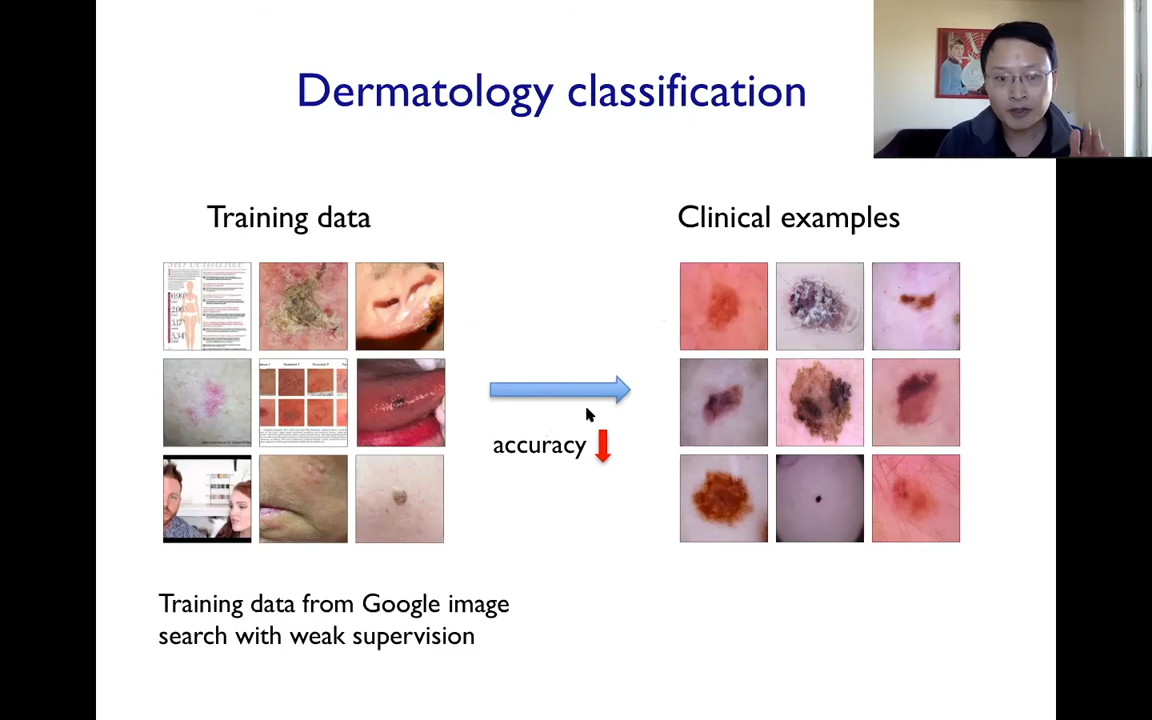 Dermatology classification
Training data
Clinical examples
accuracy
Training data from Google image
search with weak supervision